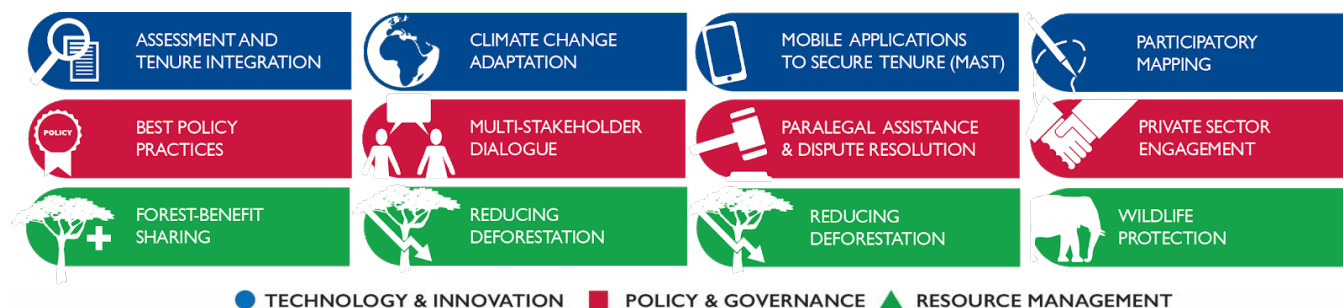 ASSESSMENT AND
TENURE INTEGRATION
CLIMATE CHANGE
ADAPTATION
MOBILE APPLICATIONS
TO SECURE TENURE (MAST)
PARTICIPATORY
MAPPING
POLICY
BEST POLICY
PRACTICES
MULTI-STAKEHOLDER
DIALOGUE
PARALEGAL ASSISTANCE
& DISPUTE RESOLUTION
PRIVATE SECTOR
ENGAGEMENT
FOREST-BENEFIT
SHARING
REDUCING
DEFORESTATION
REDUCING
DEFORESTATION
WILDLIFE
PROTECTION
TECHNOLOGY & INNOVATION
POLICY & GOVERNANCE
RESOURCE MANAGEMENT